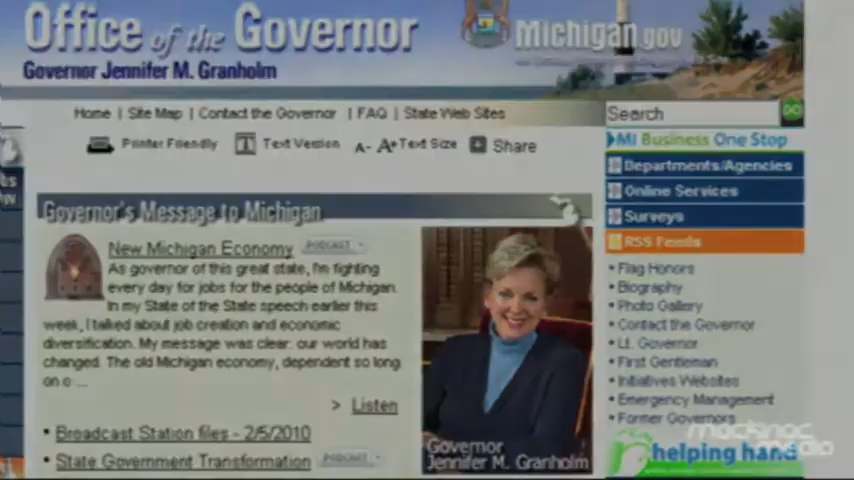 Office of the Governor
Michigan.gov
Governor Jennifer M. Granholm
Home | Site Map | Contact the Governor | FAQ | State Web Sites
Search
GO
Printer Friendly
T Text Version
A- A+ Text Size
Share
MI Business One Stop
Departments/Agencies
Online Services
Surveys
RSS Feeds
Governor's Message to Michigan
New Michigan Economy
PODCAST
As governor of this great state, I'm fighting
every day for jobs for the people of Michigan.
In my State of the State speech earlier this
week, I talked about job creation and economic
diversification. My message was clear: our world has
changed. The old Michigan economy, dependent so long
on o ...
> Listen
• Broadcast Station files - 2/5/2010
• State Government Transformation
PODCAST
Governor
Jennifer M. Granholm
• Flag Honors
• Biography
• Photo Gallery
• Contact the Governor
• Lt. Governor
• First Gentleman
• Initiatives Websites
• Emergency Management
• Former Governors
helping hand
mackinac
media